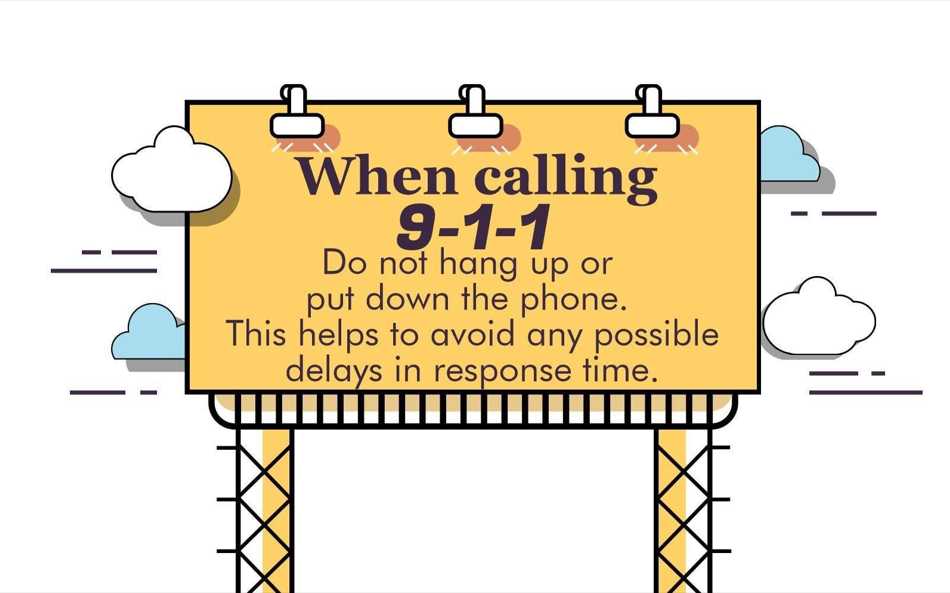 When calling
9-1-1
Do not hang up or
put down the phone.
This helps to avoid any possible
delays in response time.